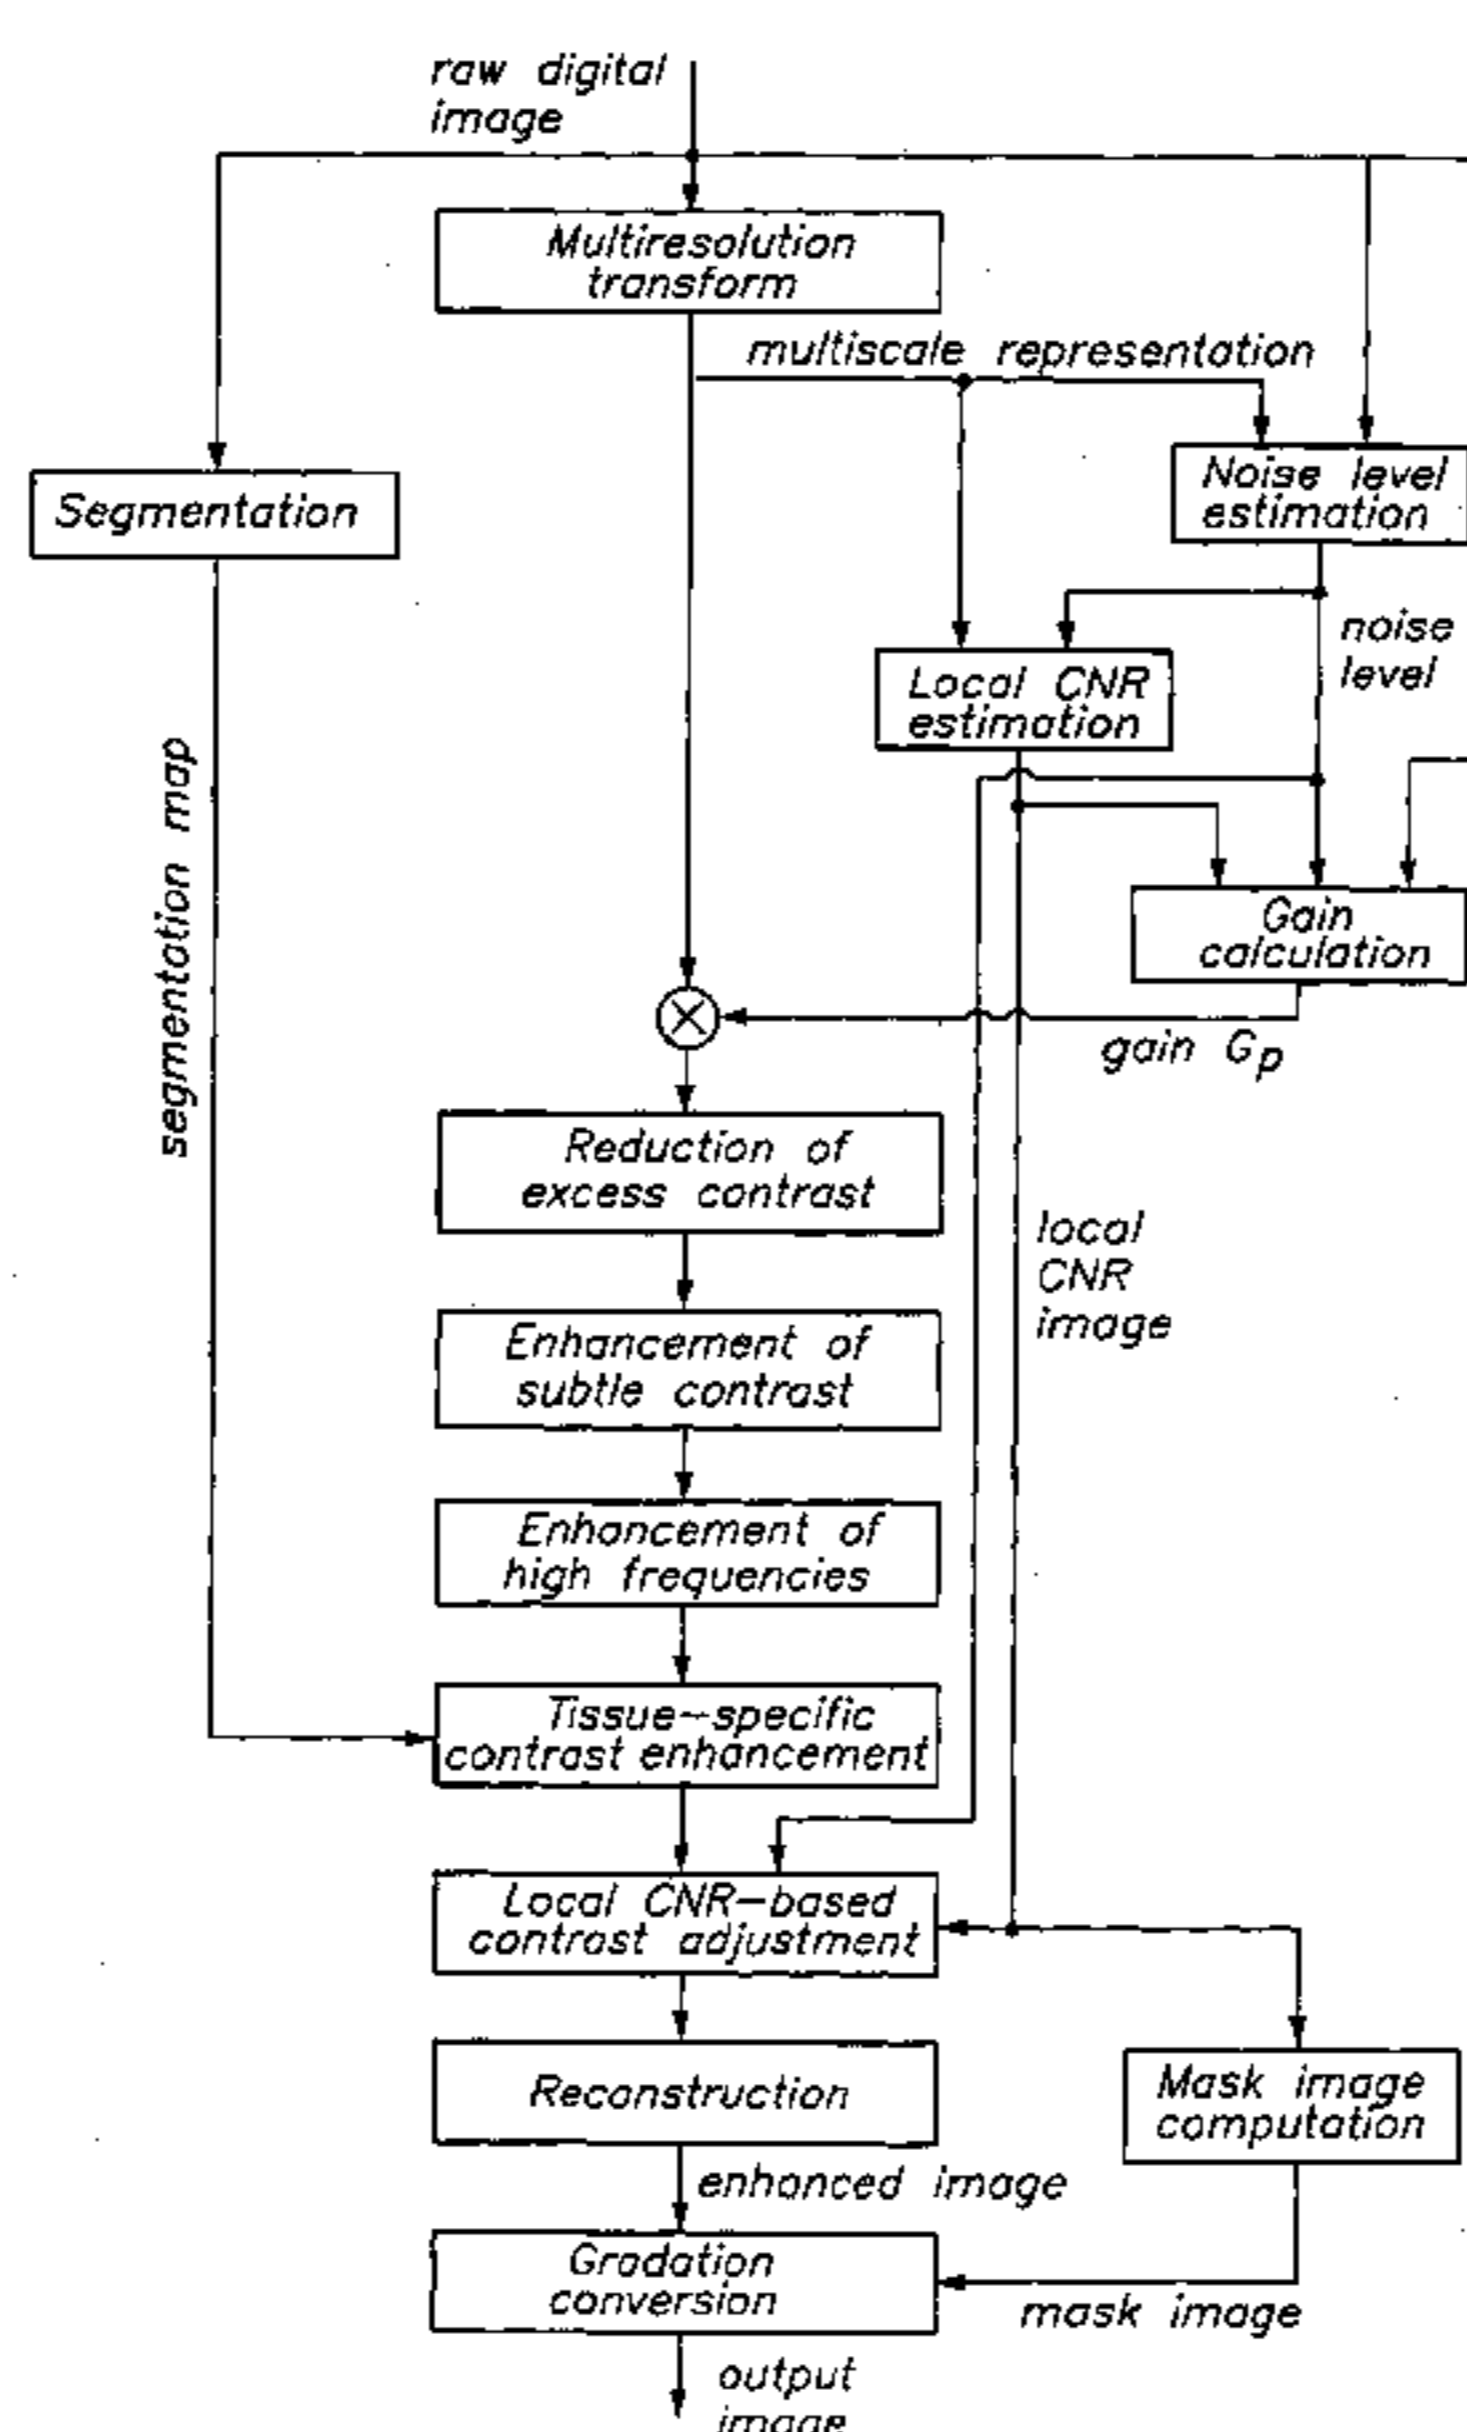 raw digital
image
Multiresolution
transform
multiscale representation
Segmentation
Noise level
estimation
noise
level
Local CNR
estimation
segmentation map
Gain
calculation
gain Gp
Reduction of
excess contrast
local
CNR
image
Enhancement of
subtle contrast
Enhancement of
high frequencies
Tissue-specific
contrast enhancement
Local CNR-based
contrast adjustment
Reconstruction
Mask image
computation
enhanced image
Gradation
conversion
mask image
output
image